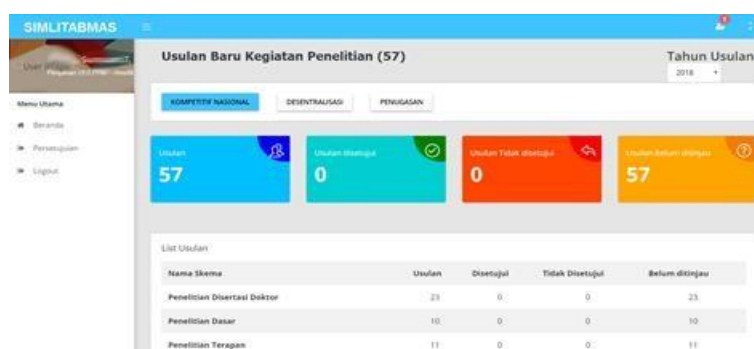 SIMLITABMAS
Usulan Baru Kegiatan Penelitian (57)
Tahun Usulan
2018
Menu Utama
Beranda
Persetujuan
Logout
KOMPETITIF NASIONAL
DESENTRALISASI
PENUGASAN
Usulan
57
Usulan disetujui
0
Usulan Tidak disetujui
0
Usulan Belum ditinjau
57
List Usulan
Nama Skema Usulan Disetujui Tidak Disetujui Belum ditinjau
Penelitian Disertasi Doktor 23 0 0 23
Penelitian Dasar 10 0 0 10
Penelitian Terapan 11 0 0 11